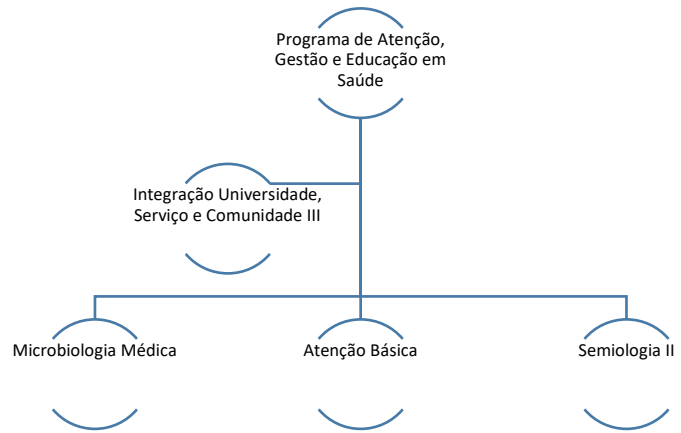 Programa de Atenção,
Gestão e Educação em
Saúde
Integração Universidade,
Serviço e Comunidade III
Microbiologia Médica
Atenção Básica
Semiologia II